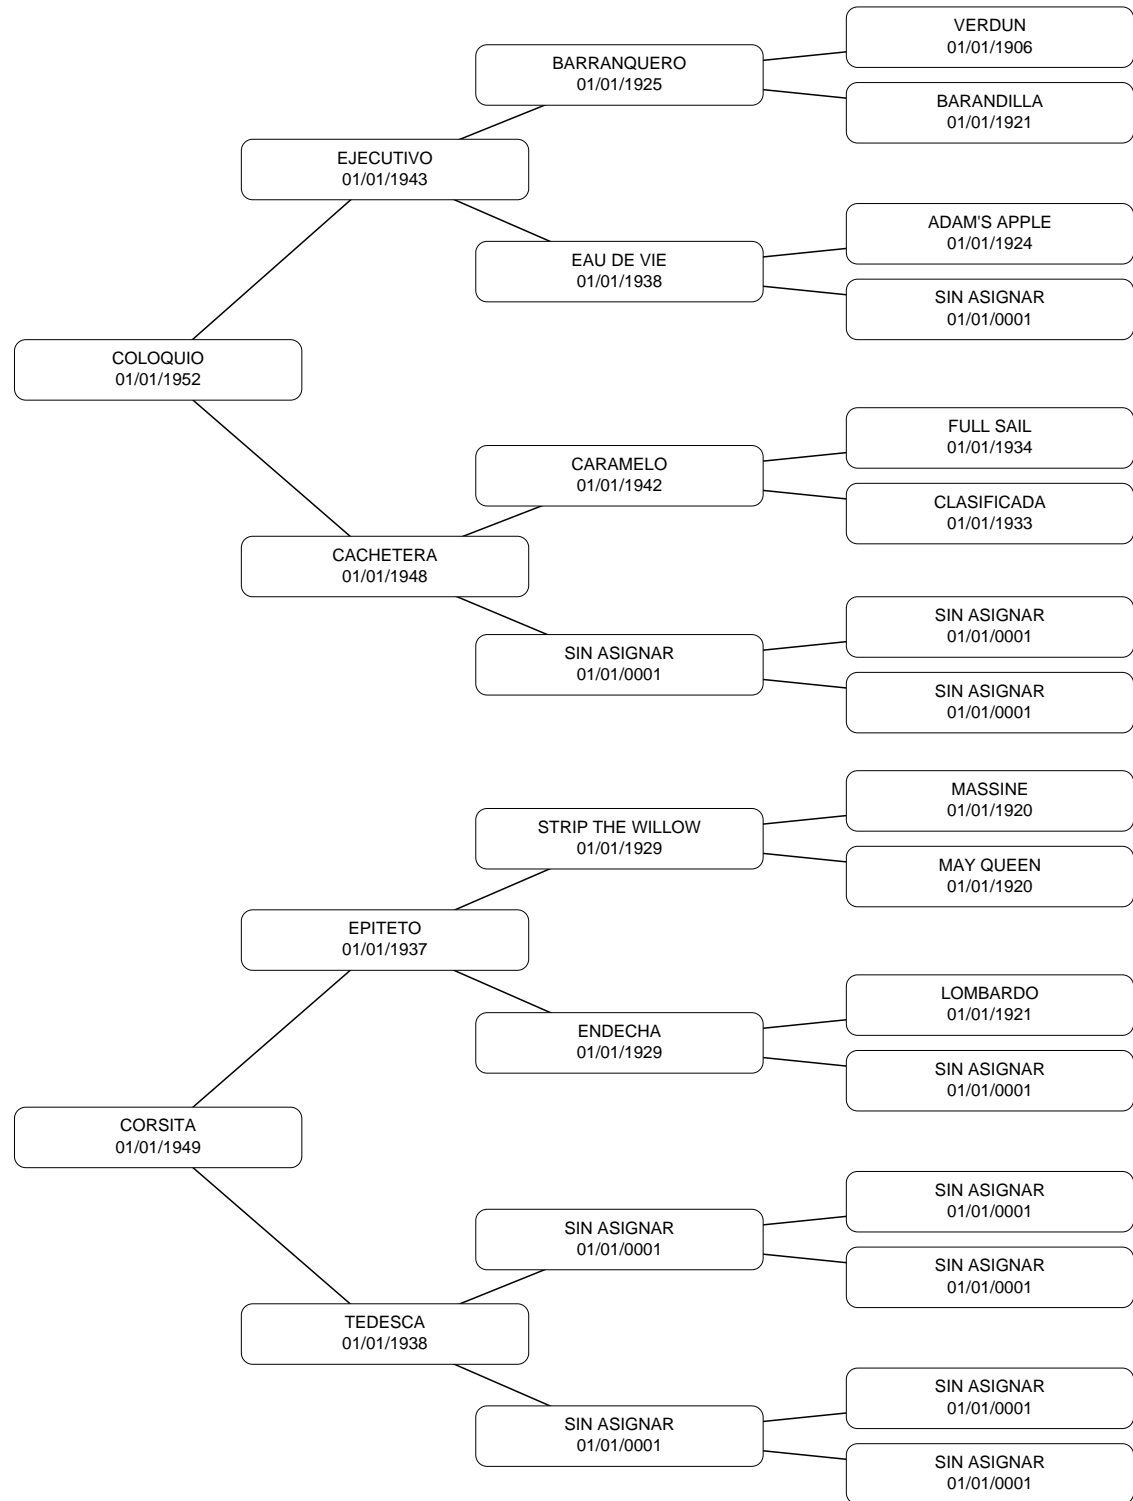 VERDUN
01/01/1906
BARRANQUERO
01/01/1925
BARANDILLA
01/01/1921
EJECUTIVO
01/01/1943
ADAM'S APPLE
01/01/1924
EAU DE VIE
01/01/1938
SIN ASIGNAR
01/01/0001
COLOQUIO
01/01/1952
FULL SAIL
01/01/1934
CARAMELO
01/01/1942
CLASIFICADA
01/01/1933
CACHETERA
01/01/1948
SIN ASIGNAR
01/01/0001
SIN ASIGNAR
01/01/0001
SIN ASIGNAR
01/01/0001
MASSINE
01/01/1920
STRIP THE WILLOW
01/01/1929
MAY QUEEN
01/01/1920
EPITETO
01/01/1937
LOMBARDO
01/01/1921
ENDECHA
01/01/1929
SIN ASIGNAR
01/01/0001
CORSITA
01/01/1949
SIN ASIGNAR
01/01/0001
SIN ASIGNAR
01/01/0001
SIN ASIGNAR
01/01/0001
TEDESCA
01/01/1938
SIN ASIGNAR
01/01/0001
SIN ASIGNAR
01/01/0001
SIN ASIGNAR
01/01/0001